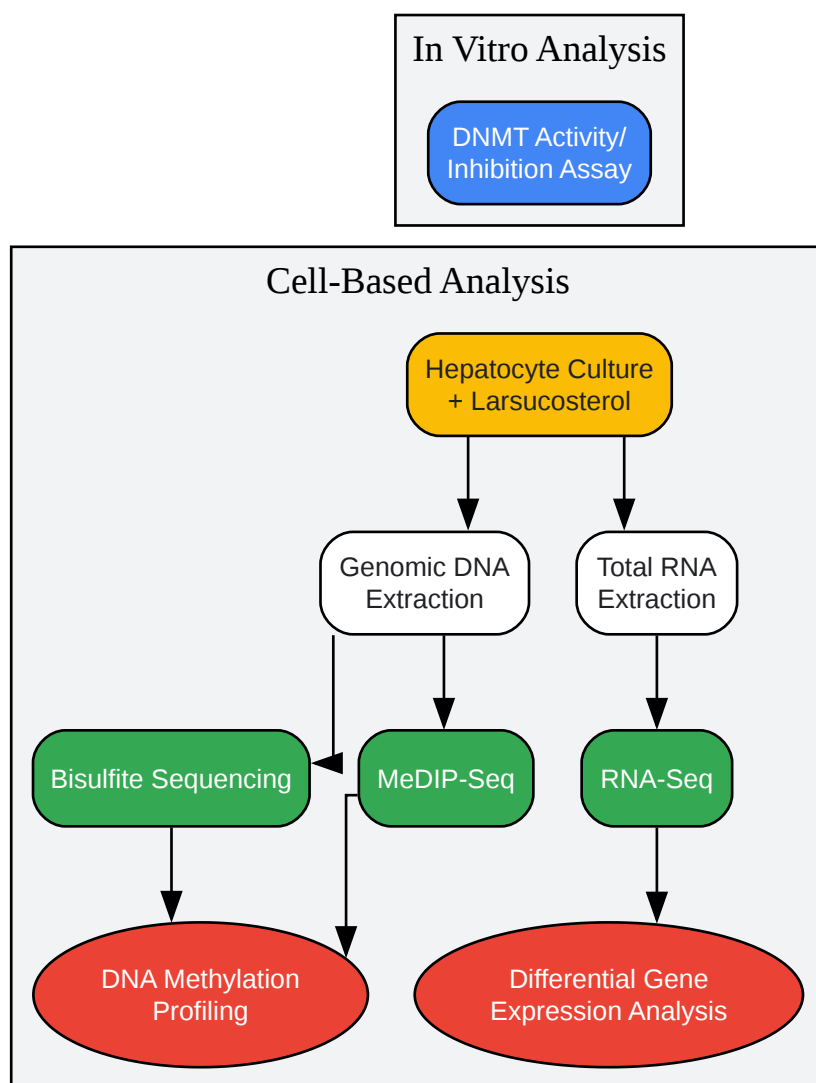 In Vitro Analysis
DNMT Activity/
Inhibition Assay
Cell-Based Analysis
Hepatocyte Culture
+ Larsucosterol
Genomic DNA
Extraction
Total RNA
Extraction
Bisulfite Sequencing
MeDIP-Seq
RNA-Seq
DNA Methylation
Profiling
Differential Gene
Expression Analysis